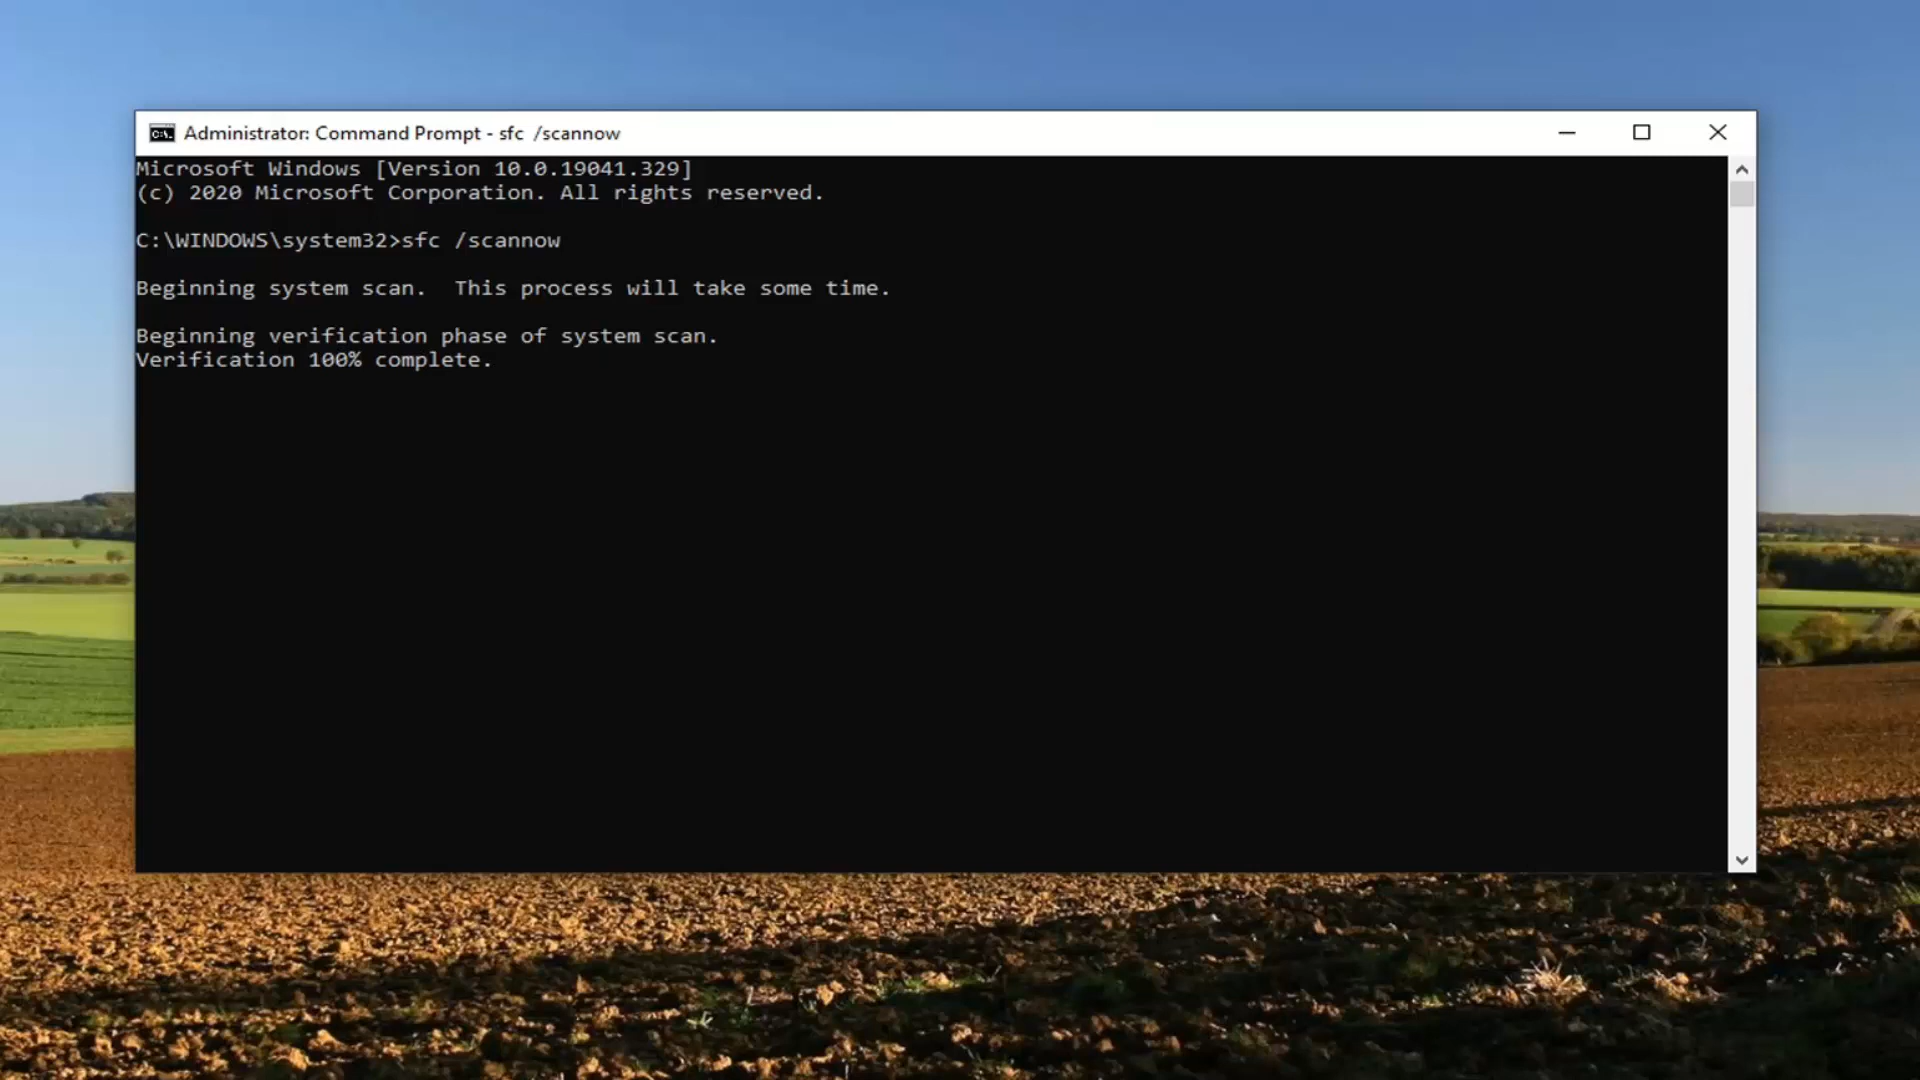 Administrator: Command Prompt - sfc  /scannow
Microsoft Windows [Version 10.0.19041.329]
(c) 2020 Microsoft Corporation. All rights reserved.
C:\WINDOWS\system32>sfc /scannow
Beginning system scan.  This process will take some time.
Beginning verification phase of system scan.
Verification 100% complete.